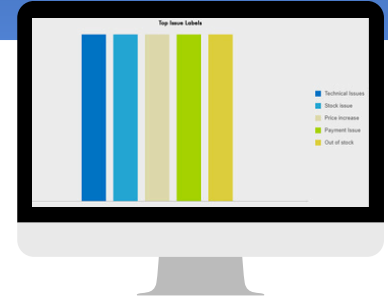 Top Issue Labels
Technical Issues
Stock issue
Price increase
Payment Issue
Out of stock